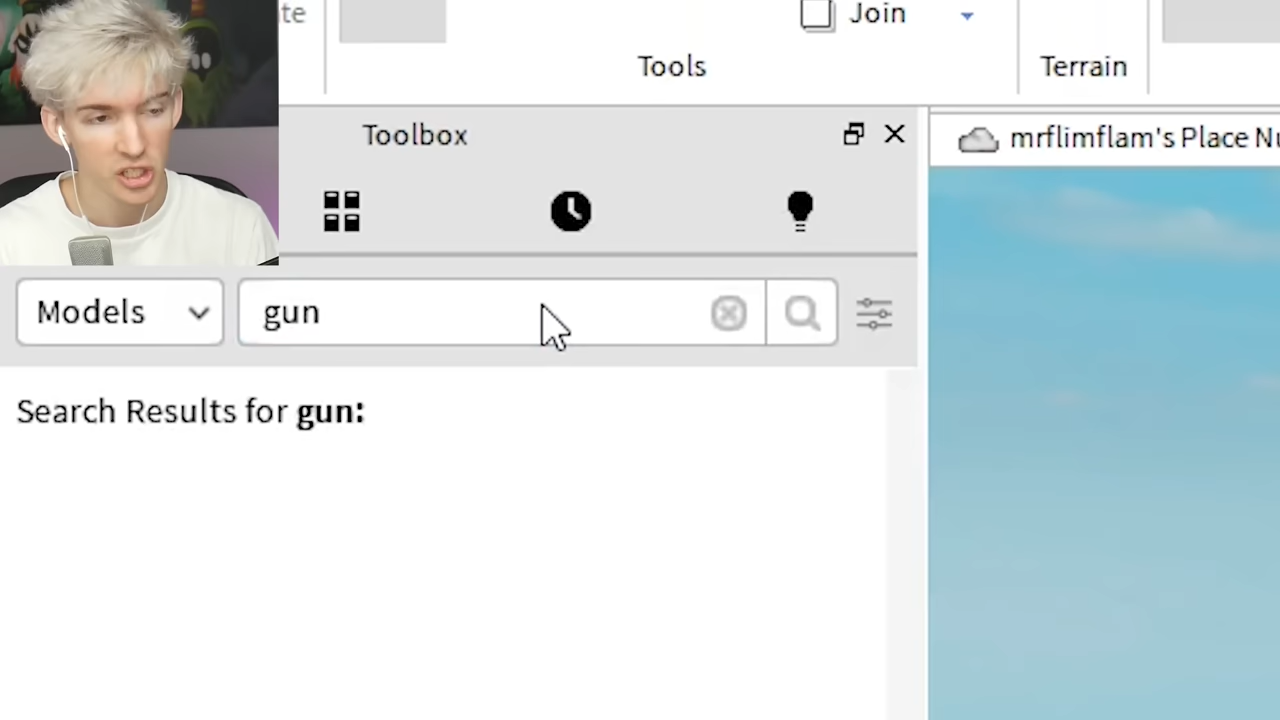 te
Join
Tools
Terrain
Toolbox
mrflimflam's Place Nu
Models
gun
Search Results for gun: